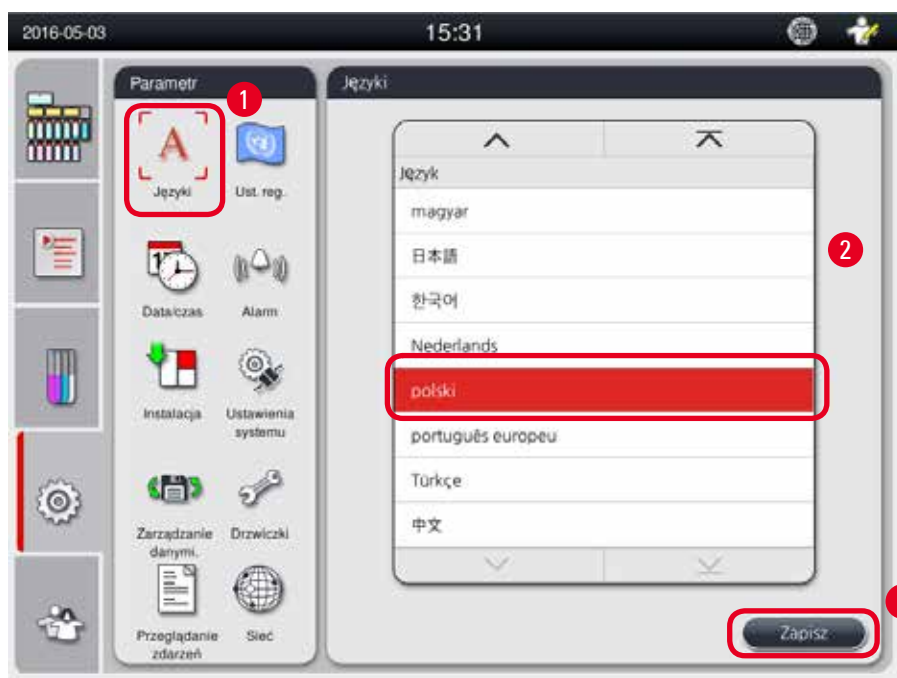 2016-05-03
15:31
Parametr
1
Języki
Języki
Ust. reg.
Data/czas
Alarm
Instalacja
Ustawienia
systemu
Zarządzanie
danymi.
Drzwiczki
Przeglądanie
zdarzeń
Sieć
Język
magyar
日本語
한국어
Nederlands
polski
português europeu
Türkçe
中文
2
Zapisz